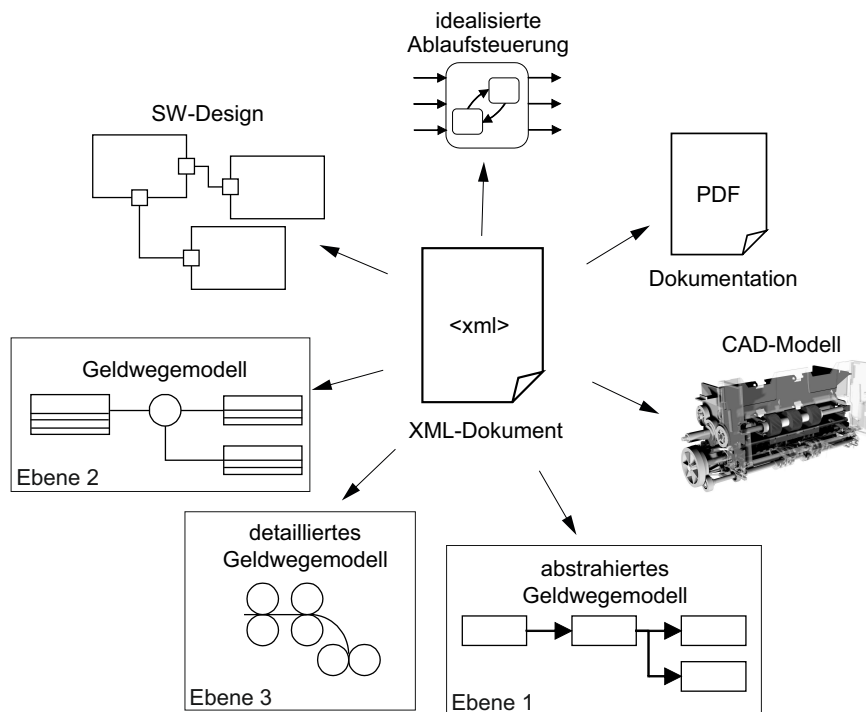 idealisierte
Ablaufsteuerung
SW-Design
PDF
Dokumentation
<xml>
XML-Dokument
CAD-Modell
Geldwegemodell
Ebene 2
detailliertes
Geldwegemodell
Ebene 3
abstrahiertes
Geldwegemodell
Ebene 1